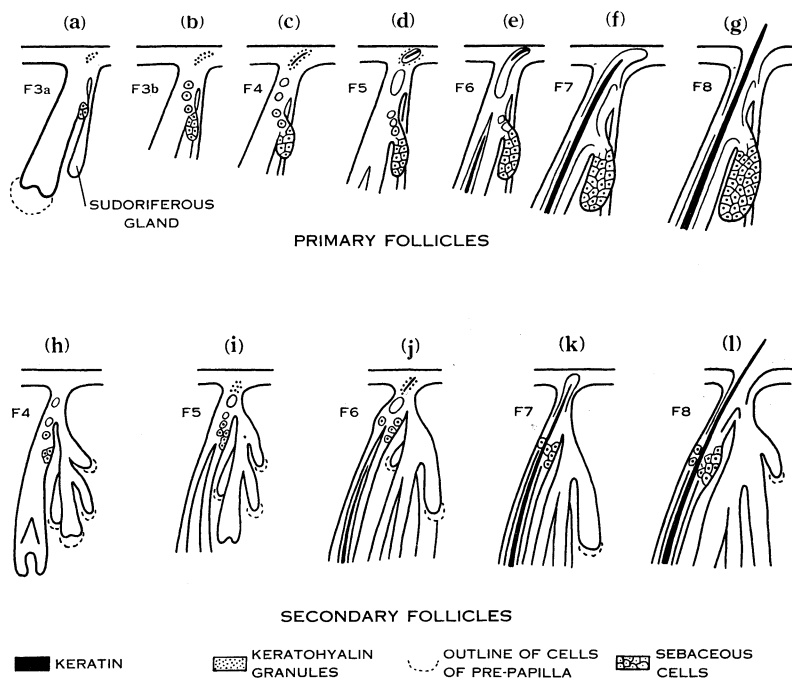 (a)
(b)
(c)
(d)
(e)
(f)
(g)
F3a
F3b
F4
F5
F6
F7
F8
SUDORIFEROUS
GLAND
PRIMARY FOLLICLES
(h)
(i)
(j)
(k)
(l)
F4
F5
F6
F7
F8
SECONDARY FOLLICLES
KERATIN
KERATOHYALIN
GRANULES
OUTLINE OF CELLS
OF PRE-PAPILLA
SEBACEOUS
CELLS